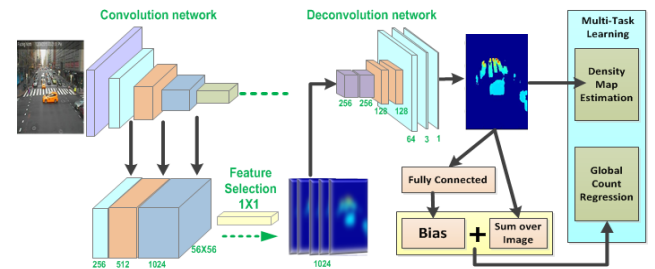 Convolution network
Deconvolution network
Multi-Task
Learning
256
256
128
128
64
3
1
Density
Map
Estimation
Feature
Selection
1X1
Fully Connected
Global
Count
Regression
Bias
+
Sum over
Image
256
512
1024
56X56
1024